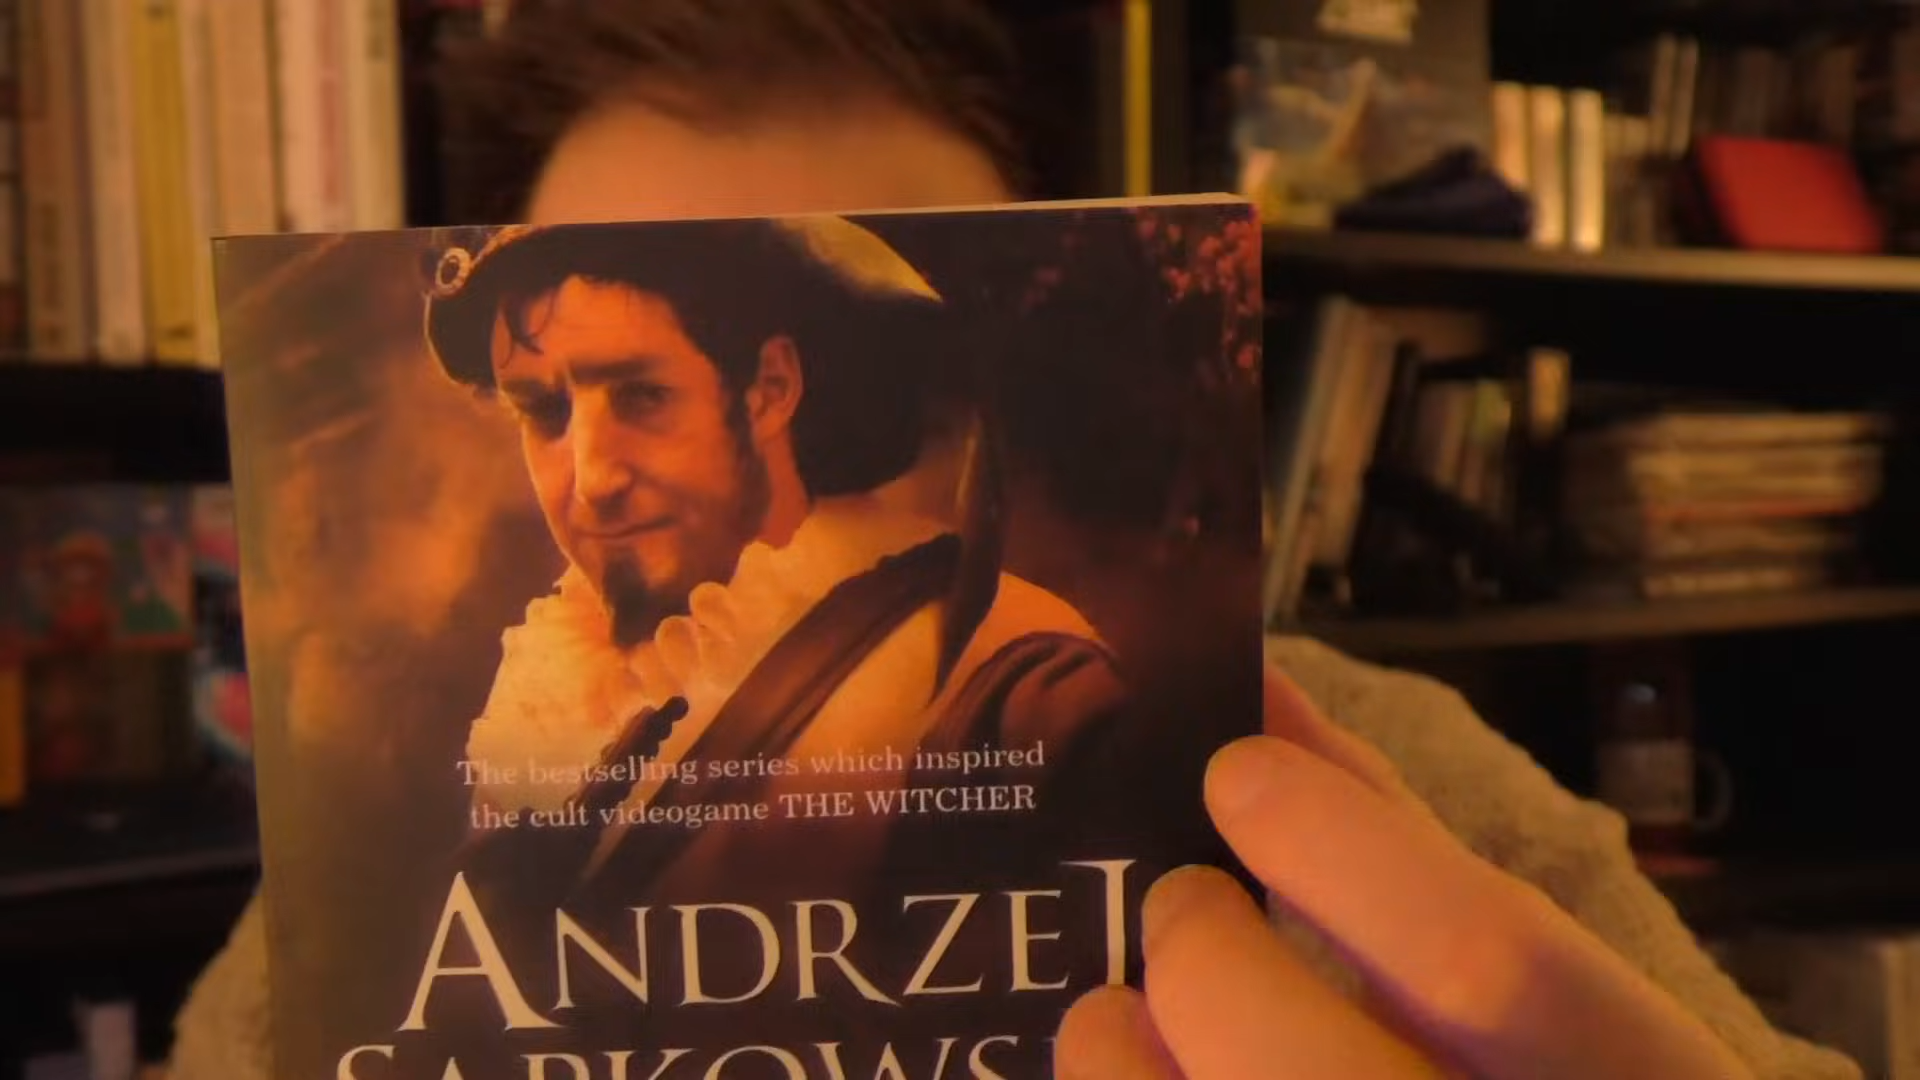 The bestselling series which inspired
the cult videogame THE WITCHER
ANDRZEJ